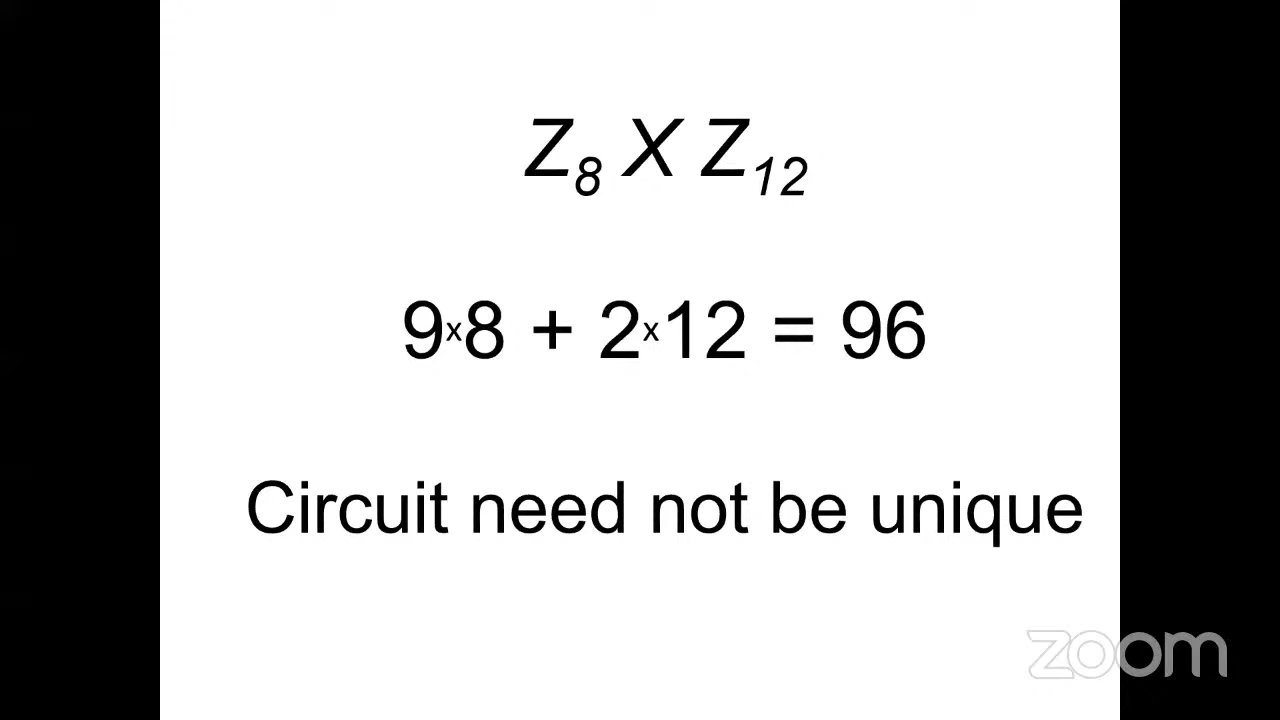 Z₈ X Z₁₂
9x8 + 2x12 = 96
Circuit need not be unique
zoom